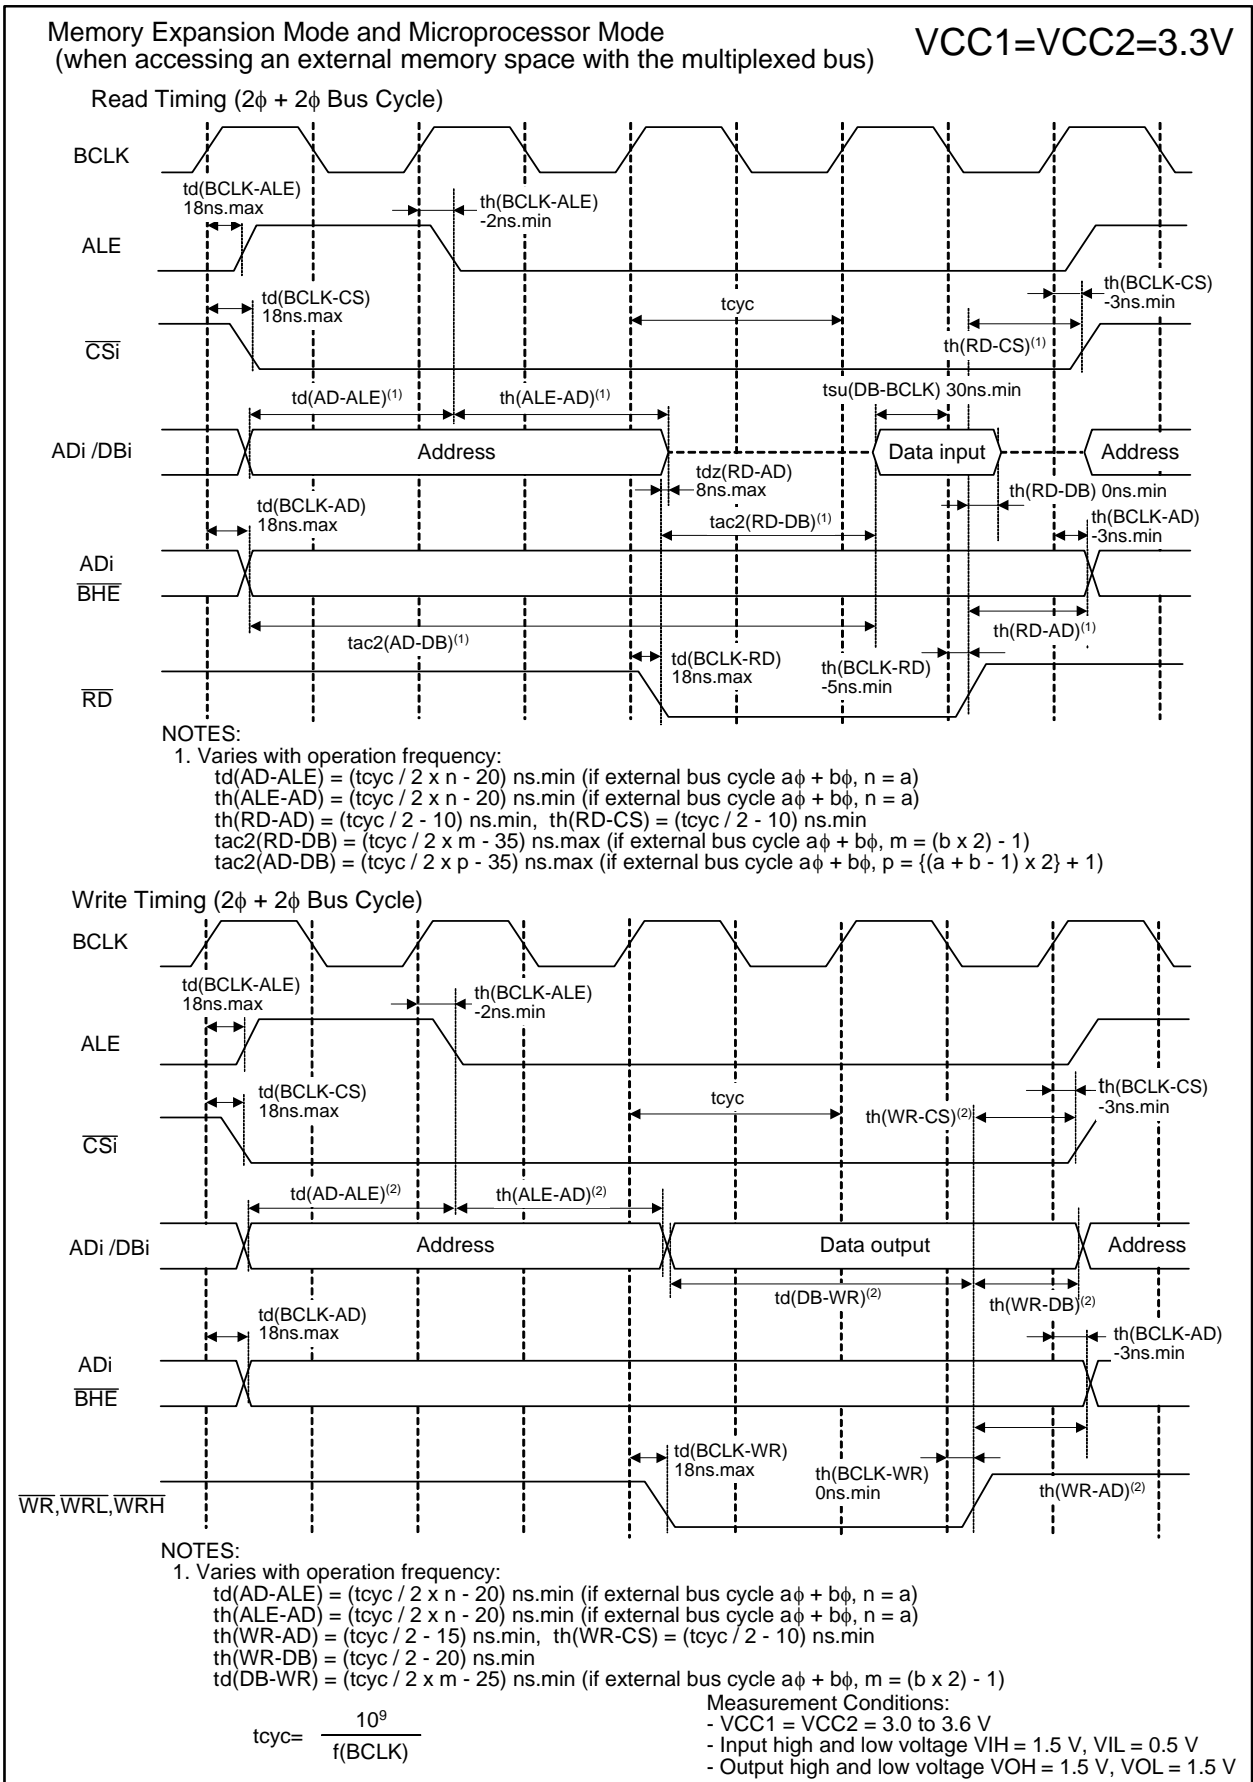 Memory Expansion Mode and Microprocessor Mode
(when accessing an external memory space with the multiplexed bus)
VCC1=VCC2=3.3V
Read Timing (2ϕ + 2ϕ Bus Cycle)
BCLK
td(BCLK-ALE)
18ns.max
th(BCLK-ALE)
-2ns.min
ALE
td(BCLK-CS)
18ns.max
tcyc
th(BCLK-CS)
-3ns.min
th(RD-CS)(1)
CSi
td(AD-ALE)(1)
th(ALE-AD)(1)
tsu(DB-BCLK) 30ns.min
ADi /DBi
Address
Data input
Address
tdz(RD-AD)
8ns.max
th(RD-DB) 0ns.min
td(BCLK-AD)
18ns.max
tac2(RD-DB)(1)
th(BCLK-AD)
-3ns.min
ADi
BHE
tac2(AD-DB)(1)
th(RD-AD)(1)
td(BCLK-RD)
18ns.max
th(BCLK-RD)
-5ns.min
RD
NOTES:
1. Varies with operation frequency:
td(AD-ALE) = (tcyc / 2 x n - 20) ns.min (if external bus cycle aϕ + bϕ, n = a)
th(ALE-AD) = (tcyc / 2 x n - 20) ns.min (if external bus cycle aϕ + bϕ, n = a)
th(RD-AD) = (tcyc / 2 - 10) ns.min, th(RD-CS) = (tcyc / 2 - 10) ns.min
tac2(RD-DB) = (tcyc / 2 x m - 35) ns.max (if external bus cycle aϕ + bϕ, m = (b x 2) - 1)
tac2(AD-DB) = (tcyc / 2 x p - 35) ns.max (if external bus cycle aϕ + bϕ, p = {(a + b - 1) x 2} + 1)
Write Timing (2ϕ + 2ϕ Bus Cycle)
BCLK
td(BCLK-ALE)
18ns.max
th(BCLK-ALE)
-2ns.min
ALE
td(BCLK-CS)
18ns.max
tcyc
th(WR-CS)(2)
th(BCLK-CS)
-3ns.min
CSi
td(AD-ALE)(2)
th(ALE-AD)(2)
ADi /DBi
Address
Data output
Address
td(DB-WR)(2)
th(WR-DB)(2)
td(BCLK-AD)
18ns.max
th(BCLK-AD)
-3ns.min
ADi
BHE
td(BCLK-WR)
18ns.max
th(BCLK-WR)
0ns.min
th(WR-AD)(2)
WR,WRL,WRH
NOTES:
1. Varies with operation frequency:
td(AD-ALE) = (tcyc / 2 x n - 20) ns.min (if external bus cycle aϕ + bϕ, n = a)
th(ALE-AD) = (tcyc / 2 x n - 20) ns.min (if external bus cycle aϕ + bϕ, n = a)
th(WR-AD) = (tcyc / 2 - 15) ns.min, th(WR-CS) = (tcyc / 2 - 10) ns.min
th(WR-DB) = (tcyc / 2 - 20) ns.min
td(DB-WR) = (tcyc / 2 x m - 25) ns.min (if external bus cycle aϕ + bϕ, m = (b x 2) - 1)
tcyc=
10⁹
f(BCLK)
Measurement Conditions:
- VCC1 = VCC2 = 3.0 to 3.6 V
- Input high and low voltage VIH = 1.5 V, VIL = 0.5 V
- Output high and low voltage VOH = 1.5 V, VOL = 1.5 V